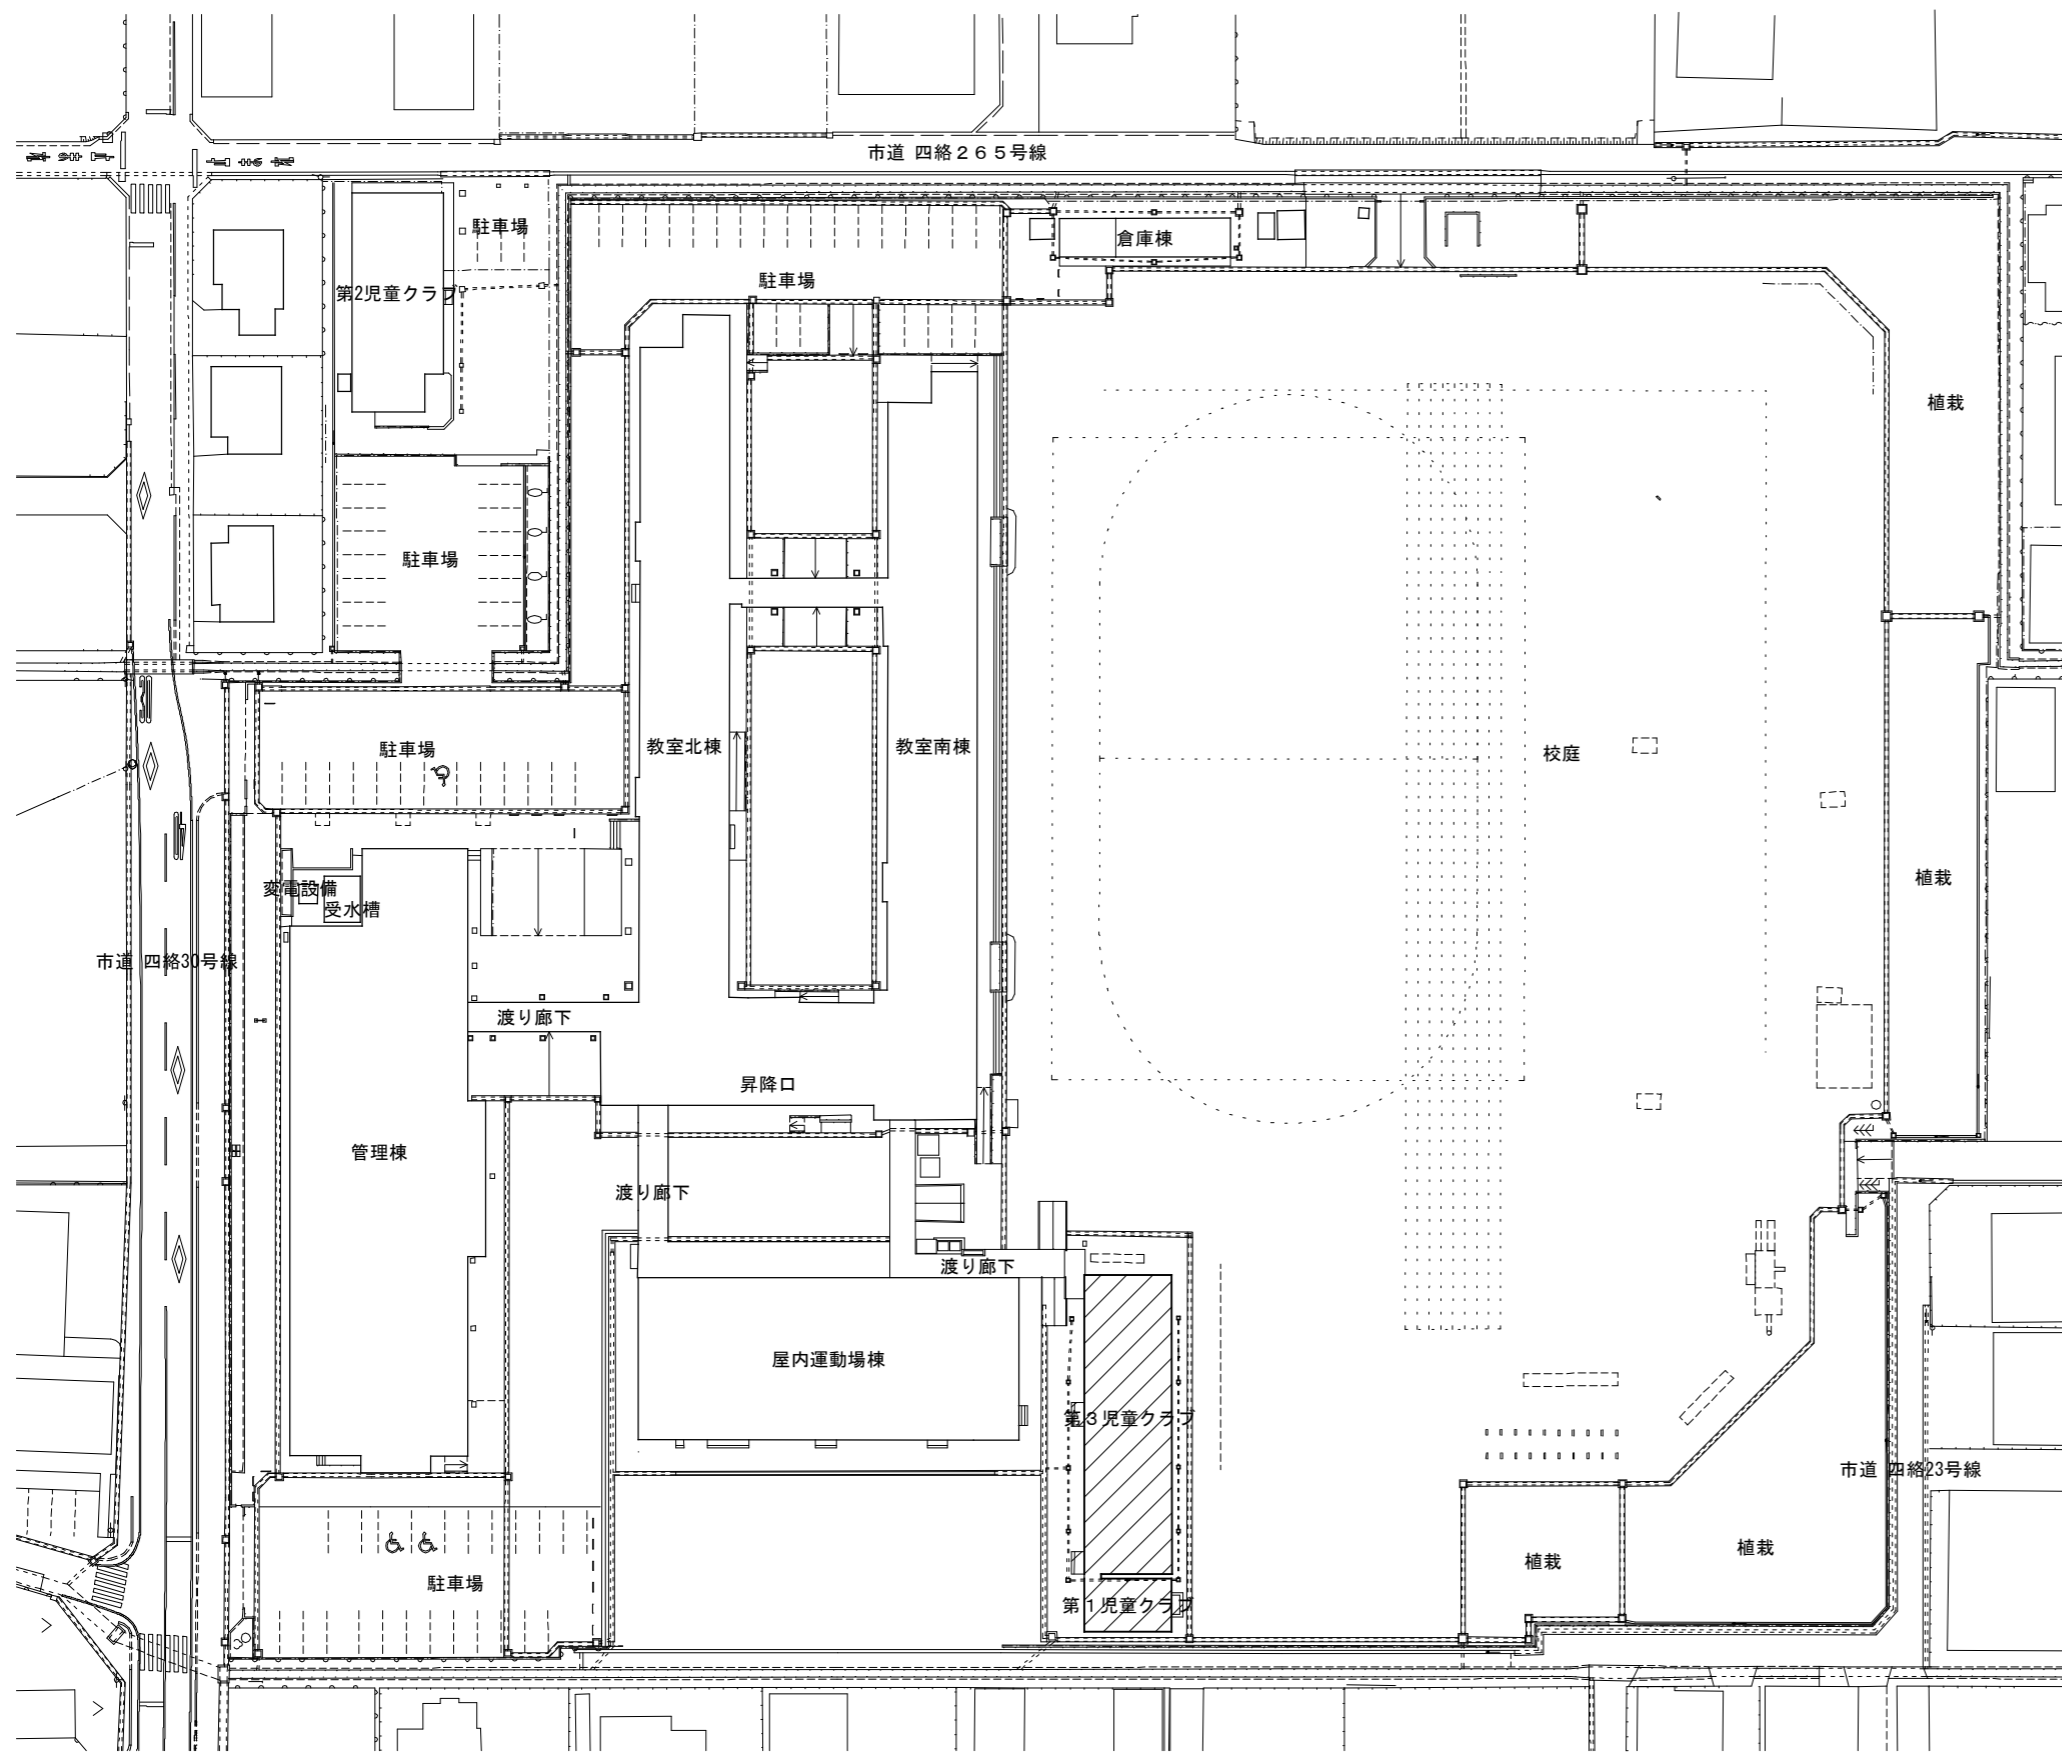 市道 四絡２６５号線
駐車場
倉庫棟
駐車場
第2児童クラブ
植栽
駐車場
駐車場
教室北棟
教室南棟
校庭
植栽
変電設備
受水槽
市道 四絡30号線
渡り廊下
昇降口
管理棟
渡り廊下
渡り廊下
屋内運動場棟
第３児童クラブ
市道 四絡23号線
植栽
植栽
駐車場
第１児童クラブ